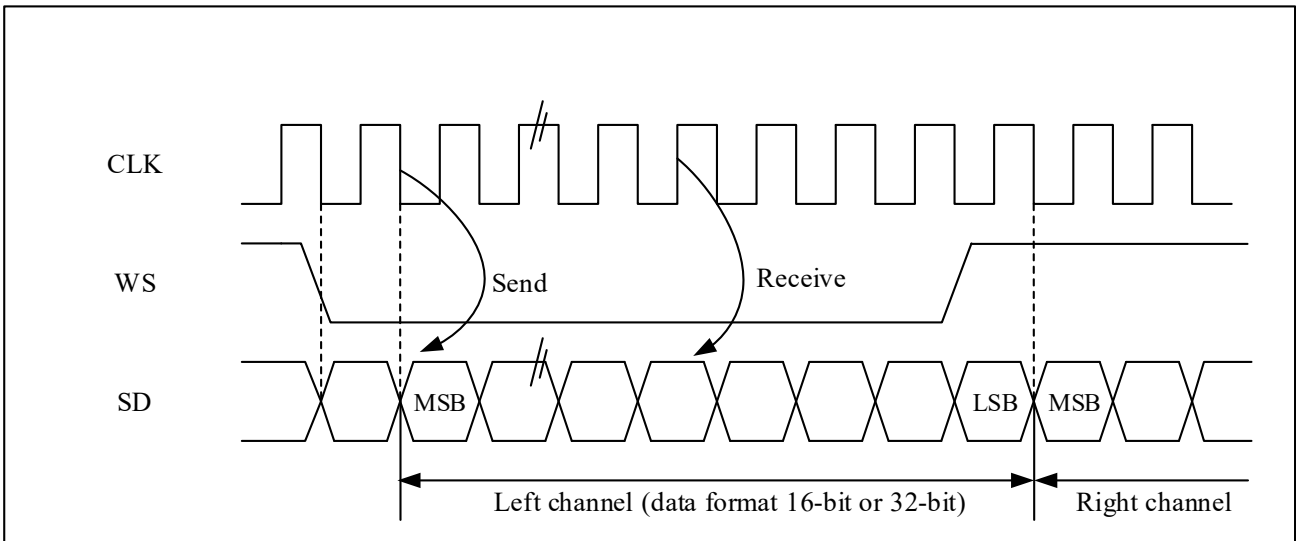 CLK
WS
Send
Receive
SD
MSB
LSB
MSB
Left channel (data format 16-bit or 32-bit)
Right channel